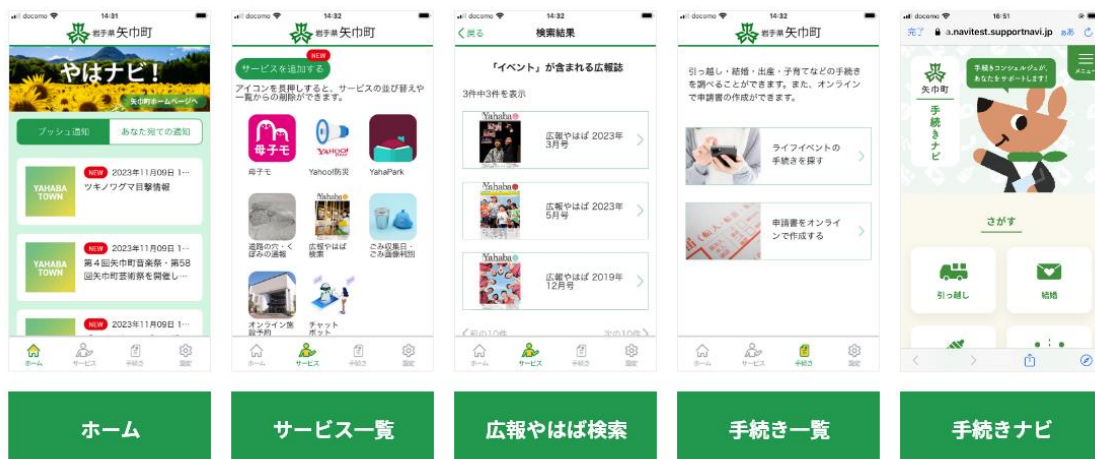 docomo 14:31
岩手県 矢巾町
やはナビ!
矢巾町ホームページへ
プッシュ通知 あなた宛ての通知
YAHABA TOWN
NEW 2023年11月09日 1…
ツキノワグマ目撃情報
YAHABA TOWN
NEW 2023年11月09日 1…
第4回矢巾町音楽祭・第58
回矢巾町芸術祭を開催し…
NEW 2023年11月09日 1…
ホーム サービス 手続き 設定
ホーム
docomo 14:32
岩手県 矢巾町
NEW
サービスを追加する
アイコンを長押しすると、サービスの並び替えや
一覧からの削除ができます。
母子モ
YAHOO!
母子モ Yahoo!防災 YahaPark
Yahaba
道路の穴・く
ぼみの通報
広報やはば
検索
ごみ収集日・
ごみ画像判別
オンライン施
設予約
チャット
ボット
ホーム サービス 手続き 設定
サービス一覧
docomo 14:32
戻る 検索結果
「イベント」が含まれる広報誌
3件中3件を表示
Yahaba
広報やはば 2023年
3月号
Yahaba
広報やはば 2023年
5月号
Yahaba
広報やはば 2019年
12月号
前の10件 次の10件
ホーム サービス 手続き 設定
広報やはば検索
docomo 14:32
岩手県 矢巾町
引っ越し・結婚・出産・子育てなどの手続き
を調べることができます。また、オンライン
で申請書の作成ができます。
ライフイベントの
手続きを探す
申請書をオンライ
ンで作成する
ホーム サービス 手続き 設定
手続き一覧
docomo 16:51
完了 a.navitest.supportnavi.jp ぁあ
矢巾町
手続きナビ
手続きコンシェルジュが、
あなたをサポートします!
メニュー
さがす
引っ越し 結婚
手続きナビ